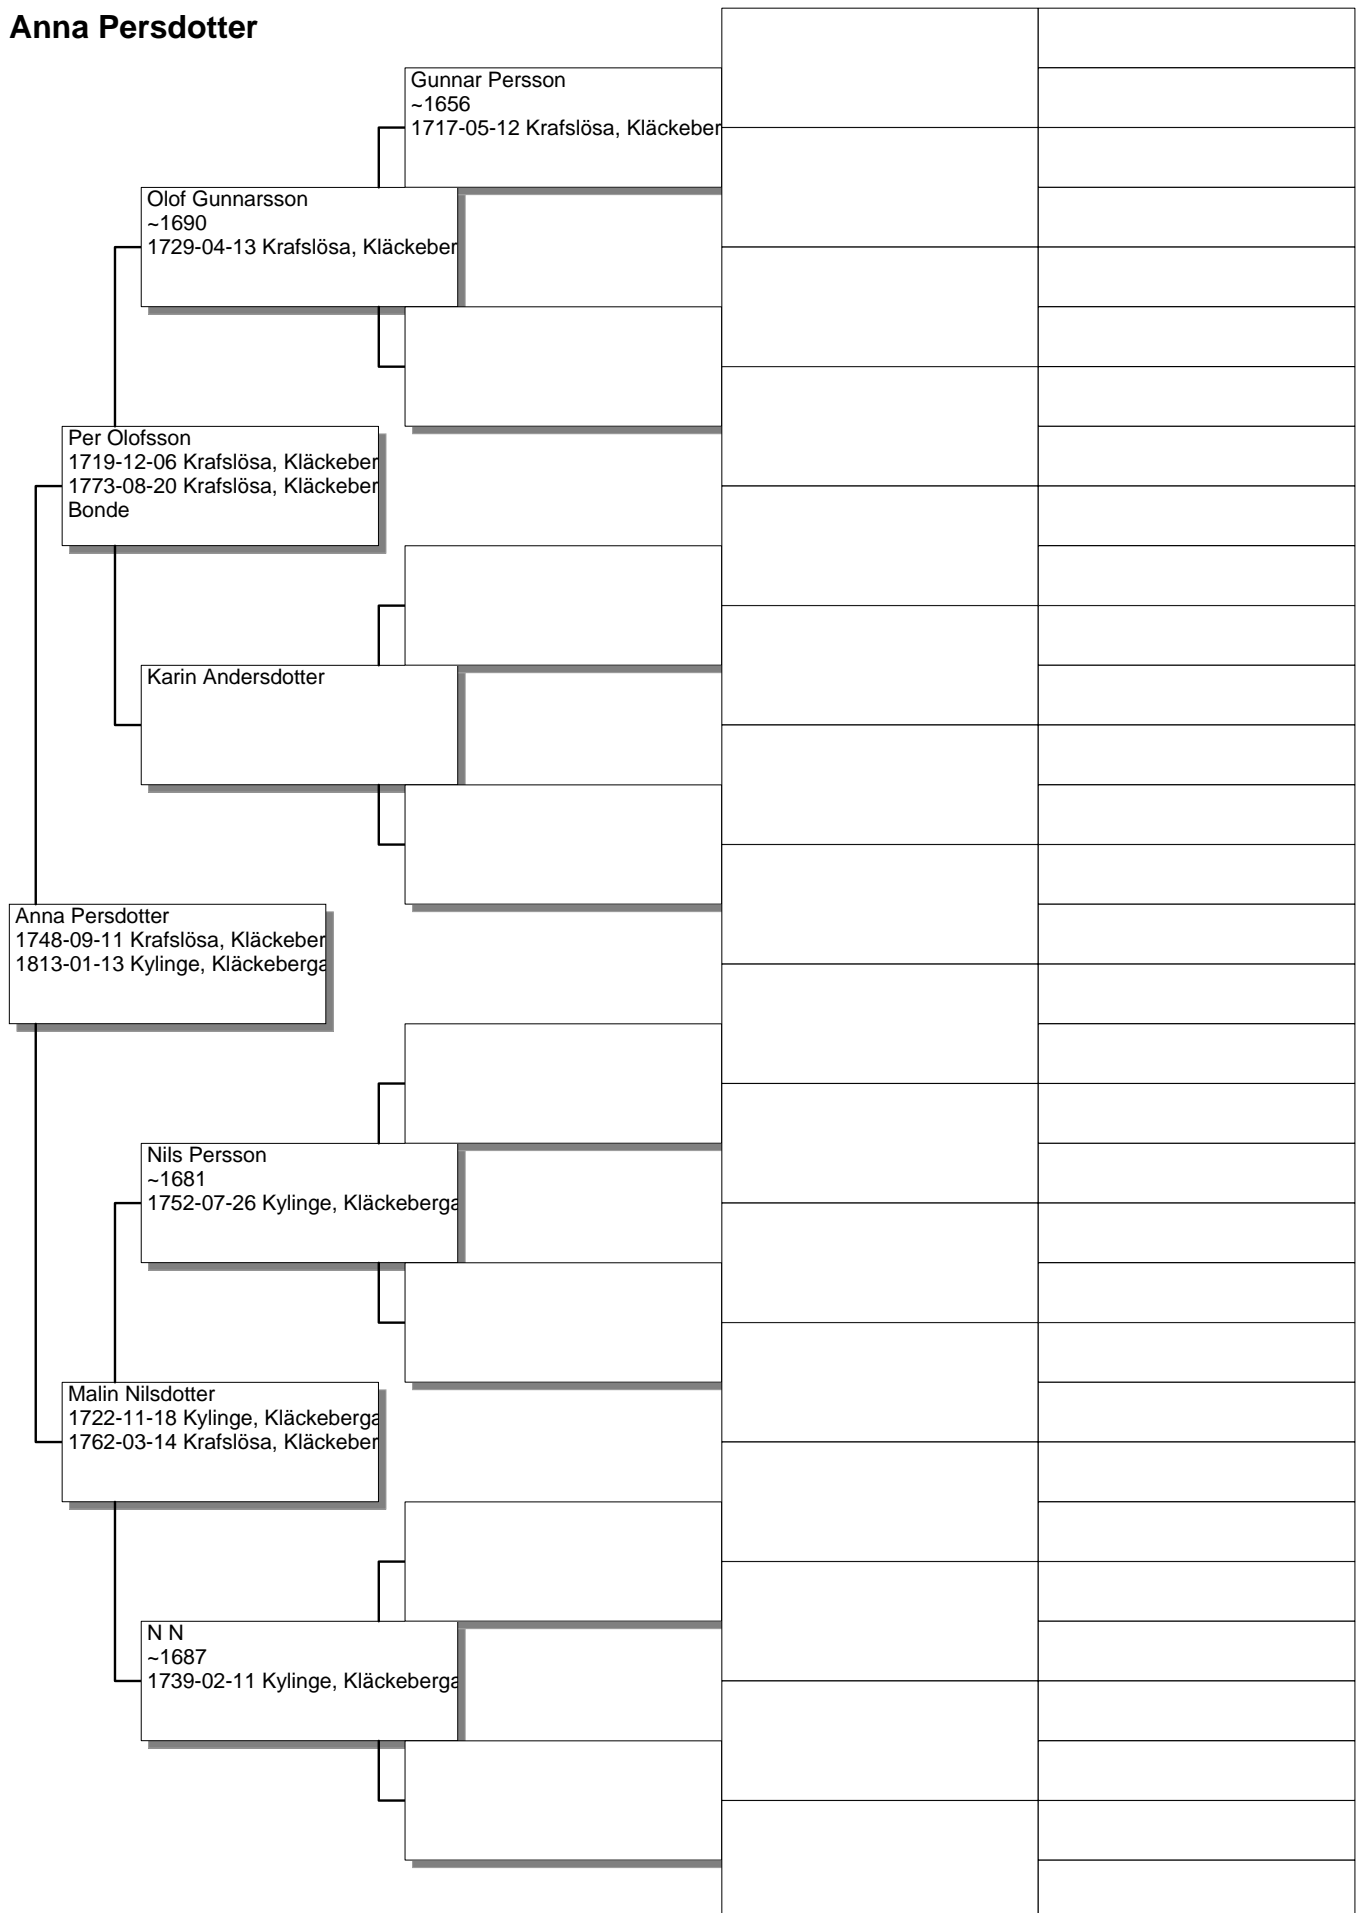 Anna Persdotter
Gunnar Persson
~1656
1717-05-12 Krafslösa, Kläckeber
Olof Gunnarsson
~1690
1729-04-13 Krafslösa, Kläckeber
Per Olofsson
1719-12-06 Krafslösa, Kläckeber
1773-08-20 Krafslösa, Kläckeber
Bonde
Karin Andersdotter
Anna Persdotter
1748-09-11 Krafslösa, Kläckeber
1813-01-13 Kylinge, Kläckeberga
Nils Persson
~1681
1752-07-26 Kylinge, Kläckeberga
Malin Nilsdotter
1722-11-18 Kylinge, Kläckeberga
1762-03-14 Krafslösa, Kläckeber
N N
~1687
1739-02-11 Kylinge, Kläckeberga